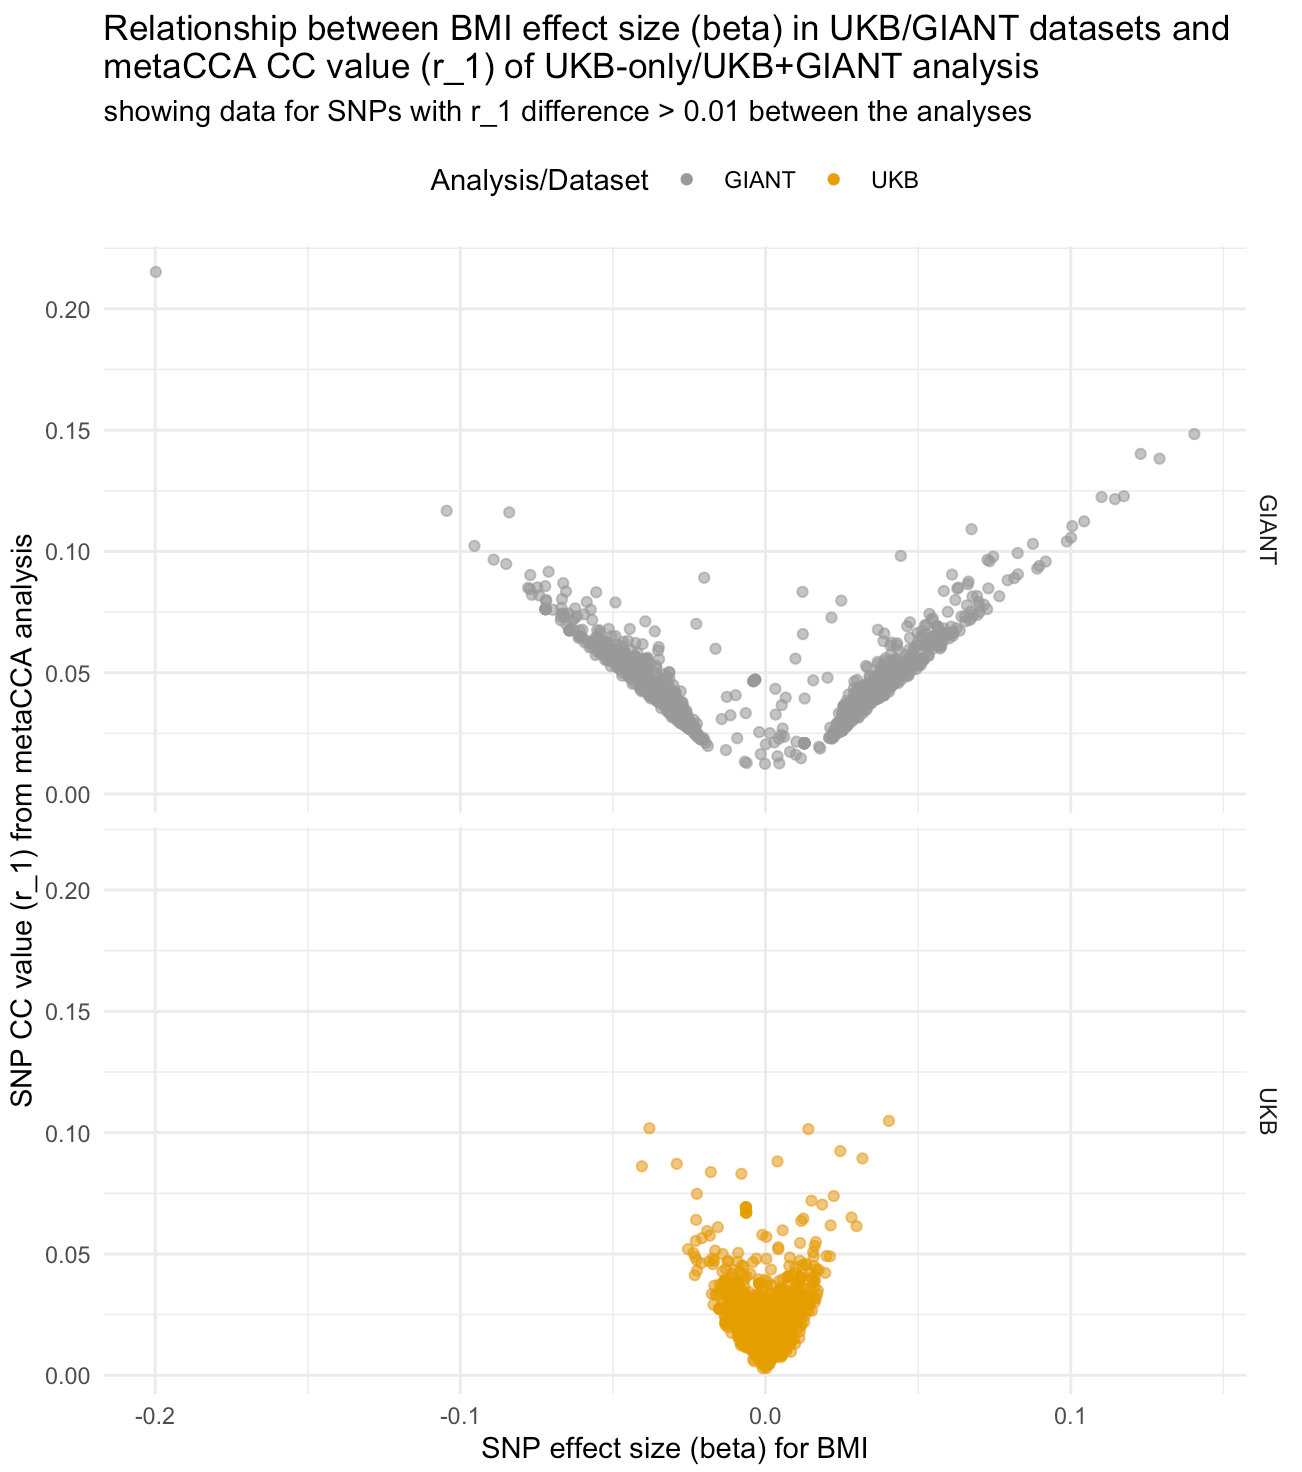 Relationship between BMI effect size (beta) in UKB/GIANT datasets and
metaCCA CC value (r_1) of UKB-only/UKB+GIANT analysis
showing data for SNPs with r_1 difference > 0.01 between the analyses
Analysis/Dataset GIANT UKB
SNP CC value (r_1) from metaCCA analysis
0.20
0.15
0.10
0.05
0.00
GIANT
0.20
0.15
0.10
0.05
0.00
UKB
-0.2 -0.1 0.0 0.1
SNP effect size (beta) for BMI